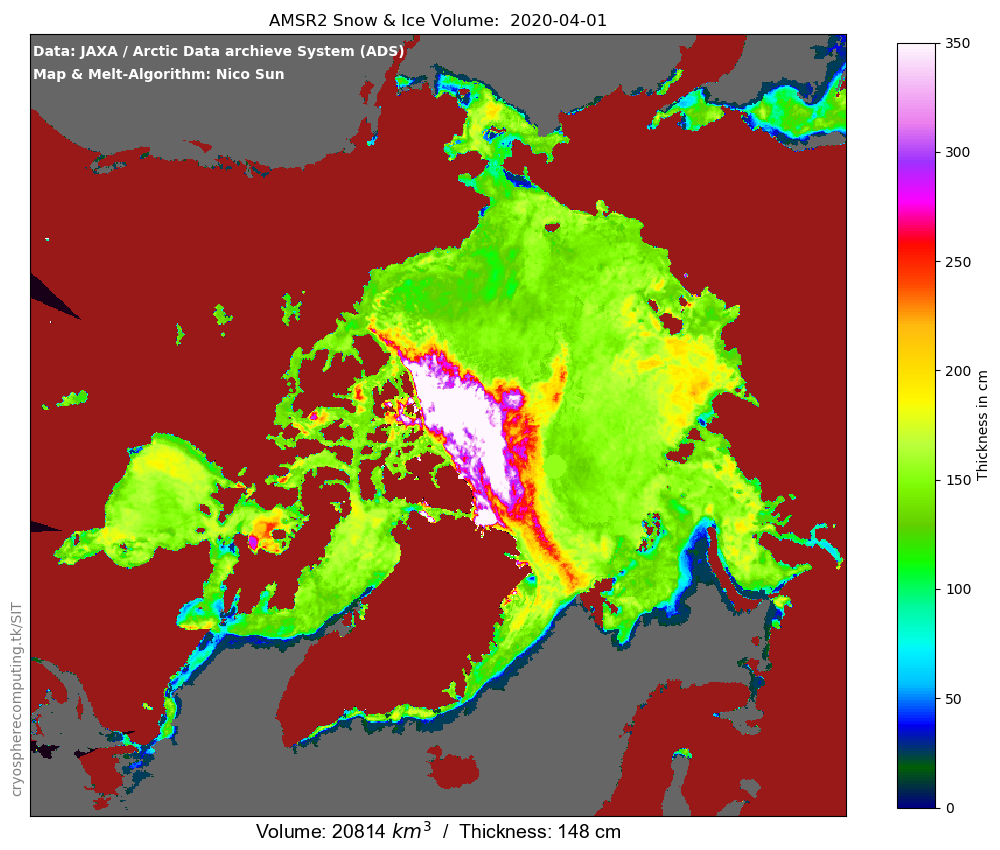 AMSR2 Snow & Ice Volume:  2020-04-01
Data: JAXA / Arctic Data archieve System (ADS)
Map & Melt-Algorithm: Nico Sun
350
300
250
200
150
100
50
0
Thickness in cm
cryospherecomputing.tk/SIT
Volume: 20814 km³  /  Thickness: 148 cm